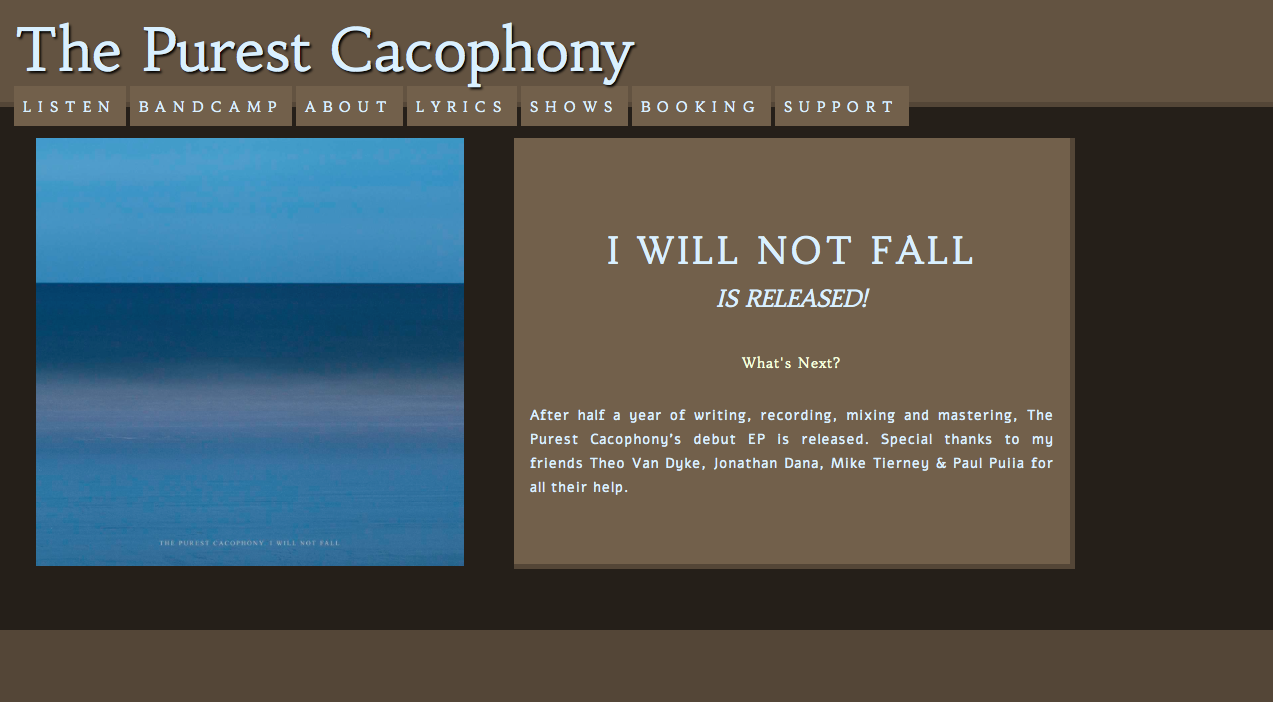 The Purest Cacophony
LISTEN BANDCAMP ABOUT LYRICS SHOWS BOOKING SUPPORT
I WILL NOT FALL
IS RELEASED!
What's Next?
After half a year of writing, recording, mixing and mastering, The
Purest Cacophony's debut EP is released. Special thanks to my
friends Theo Van Dyke, Jonathan Dana, Mike Tierney & Paul Puiia for
all their help.
THE PUREST CACOPHONY. I WILL NOT FALL